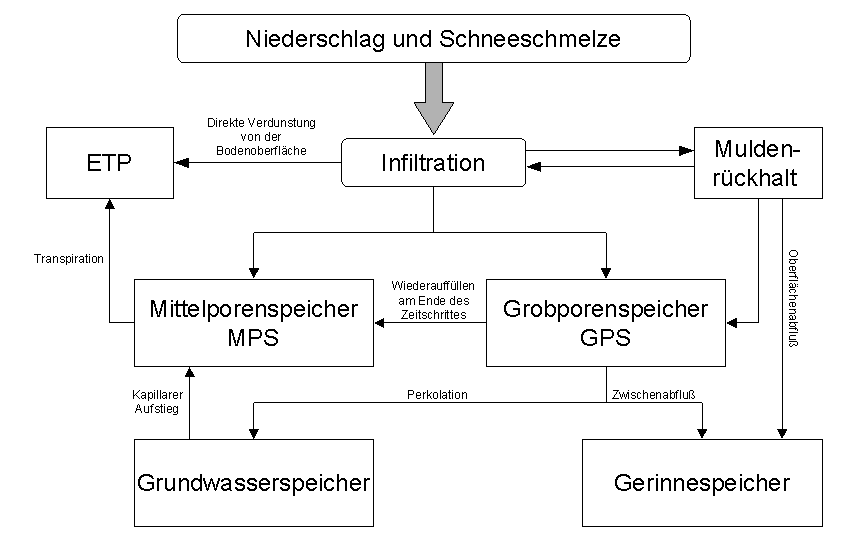 Niederschlag und Schneeschmelze
Direkte Verdunstung
von der
Bodenoberfläche
ETP
Infiltration
Mulden-
rückhalt
Transpiration
Oberflächenabfluß
Mittelporenspeicher
MPS
Wiederauffüllen
am Ende des
Zeitschrittes
Grobporenspeicher
GPS
Kapillarer
Aufstieg
Perkolation
Zwischenabfluß
Grundwasserspeicher
Gerinnespeicher